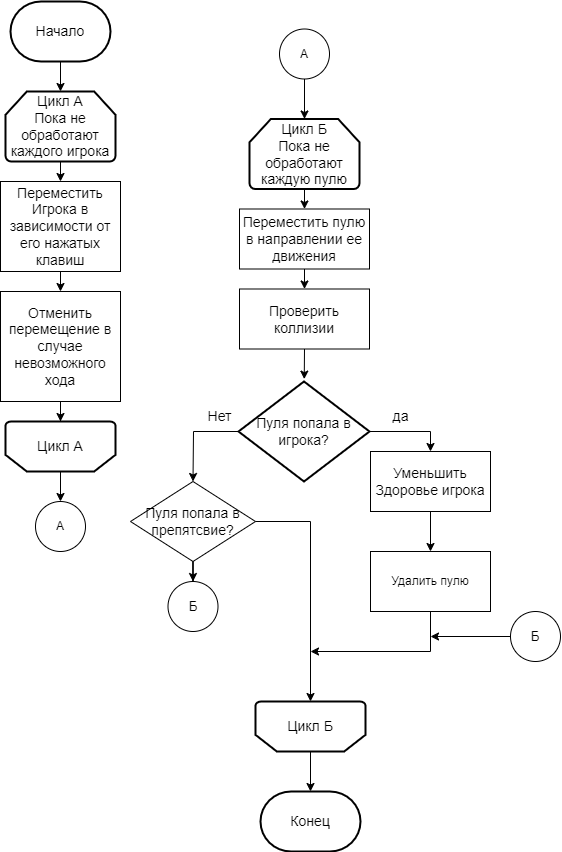 Начало
Цикл А
Пока не
обработают
каждого игрока
Переместить
Игрока в
зависимости от
его нажатых
клавиш
Отменить
перемещение в
случае
невозможного
хода
Цикл А
А
А
Цикл Б
Пока не
обработают
каждую пулю
Переместить пулю
в направлении ее
движения
Проверить
коллизии
Пуля попала в
игрока?
Нет
да
Пуля попала в
препятсвие?
Б
Уменьшить
Здоровье игрока
Удалить пулю
Б
Цикл Б
Конец